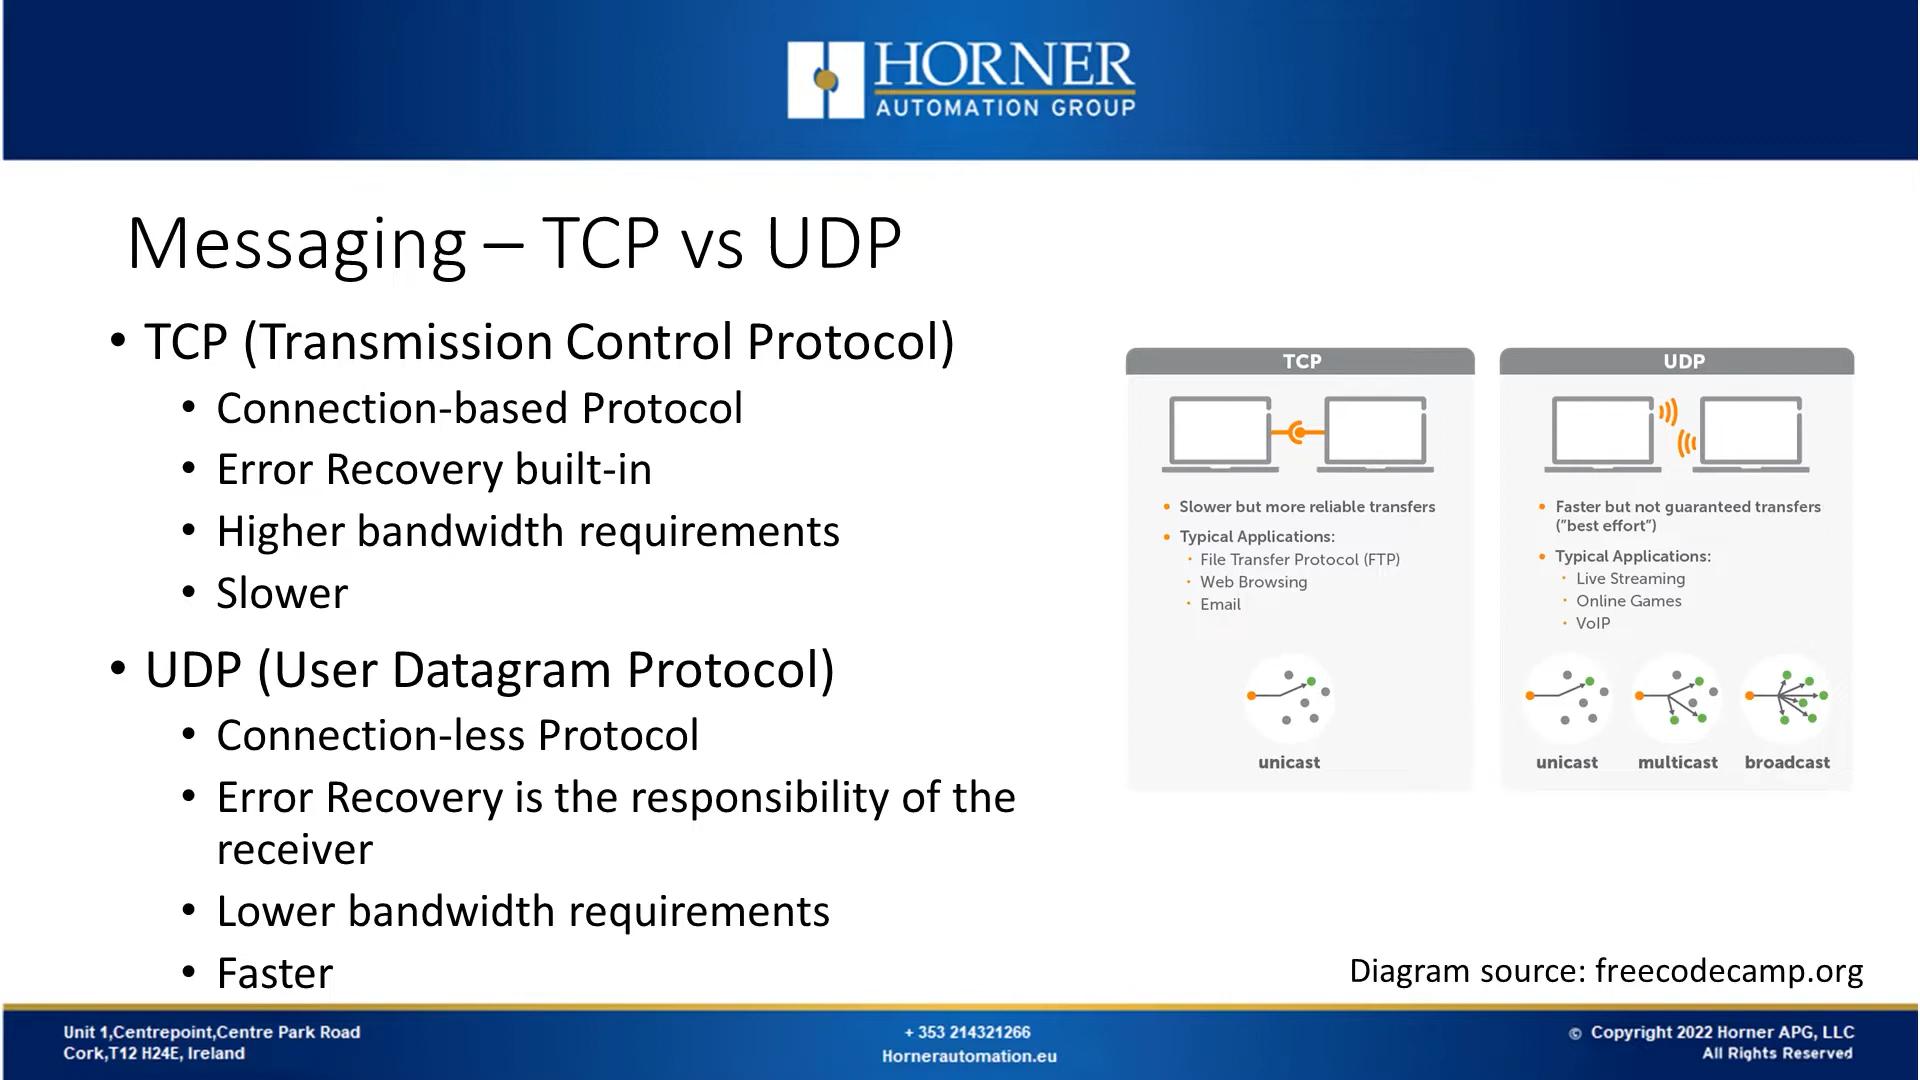 HORNER
AUTOMATION GROUP
Messaging – TCP vs UDP
• TCP (Transmission Control Protocol)
• Connection-based Protocol
• Error Recovery built-in
• Higher bandwidth requirements
• Slower
• UDP (User Datagram Protocol)
• Connection-less Protocol
• Error Recovery is the responsibility of the
receiver
• Lower bandwidth requirements
• Faster
TCP
• Slower but more reliable transfers
• Typical Applications:
• File Transfer Protocol (FTP)
• Web Browsing
• Email
unicast
UDP
• Faster but not guaranteed transfers
("best effort")
• Typical Applications:
• Live Streaming
• Online Games
• VoIP
unicast
multicast
broadcast
Diagram source: freecodecamp.org
Unit 1,Centrepoint,Centre Park Road
Cork,T12 H24E, Ireland
+ 353 214321266
Hornerautomation.eu
© Copyright 2022 Horner APG, LLC
All Rights Reserved